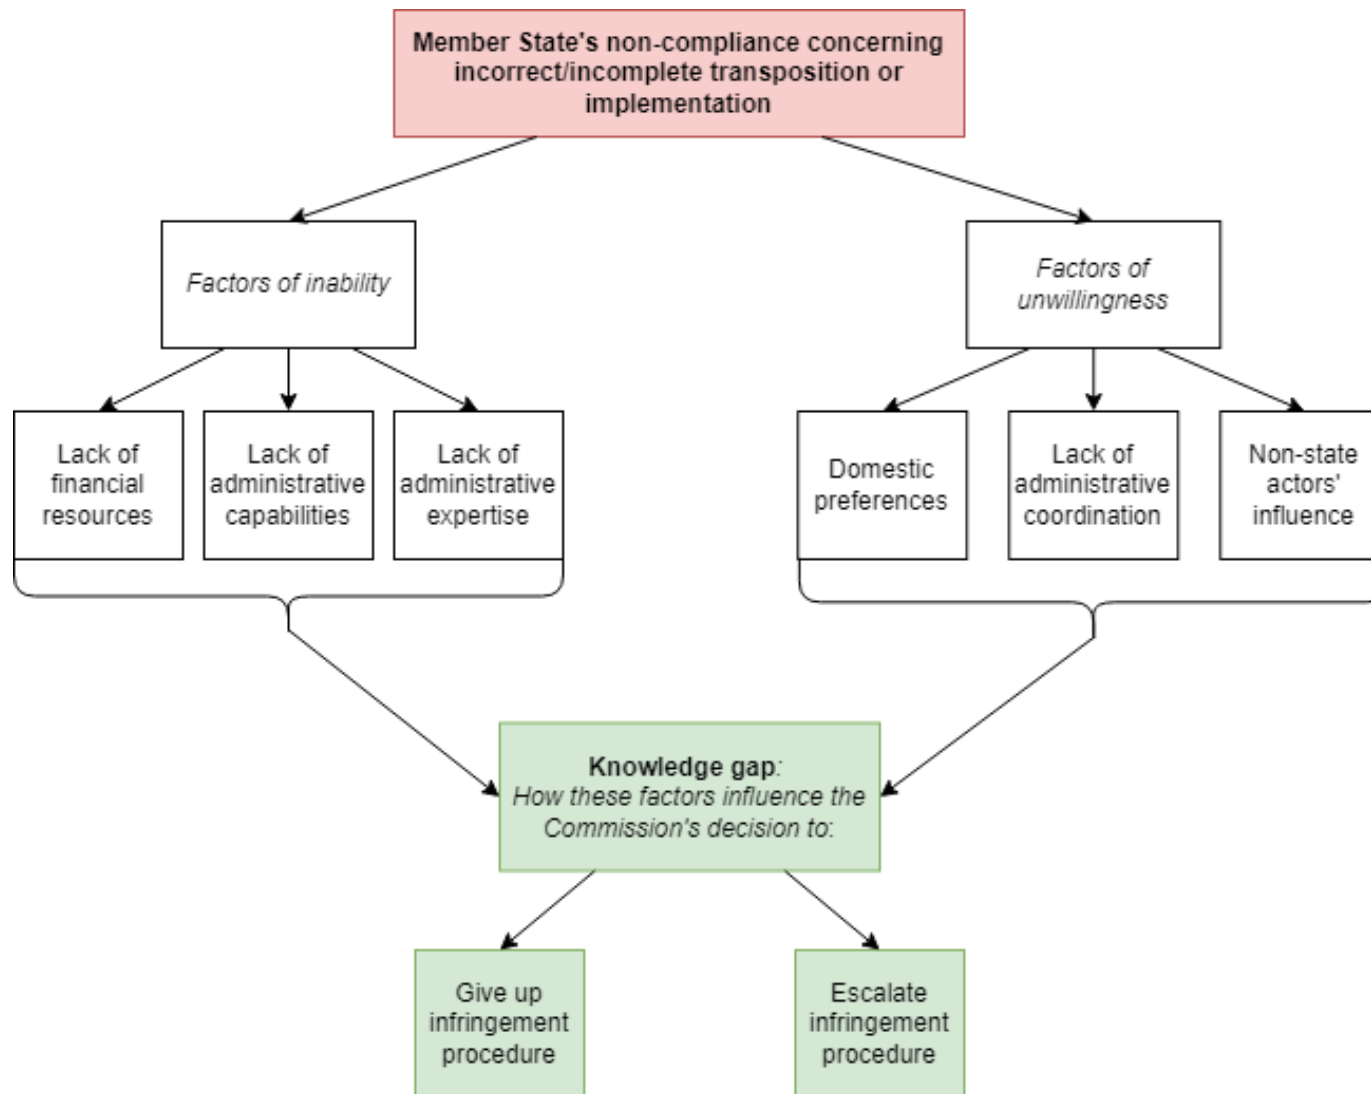 Member State's non-compliance concerning
incorrect/incomplete transposition or
implementation
Factors of inability
Factors of
unwillingness
Lack of
financial
resources
Lack of
administrative
capabilities
Lack of
administrative
expertise
Domestic
preferences
Lack of
administrative
coordination
Non-state
actors'
influence
Knowledge gap:
How these factors influence the
Commission's decision to:
Give up
infringement
procedure
Escalate
infringement
procedure